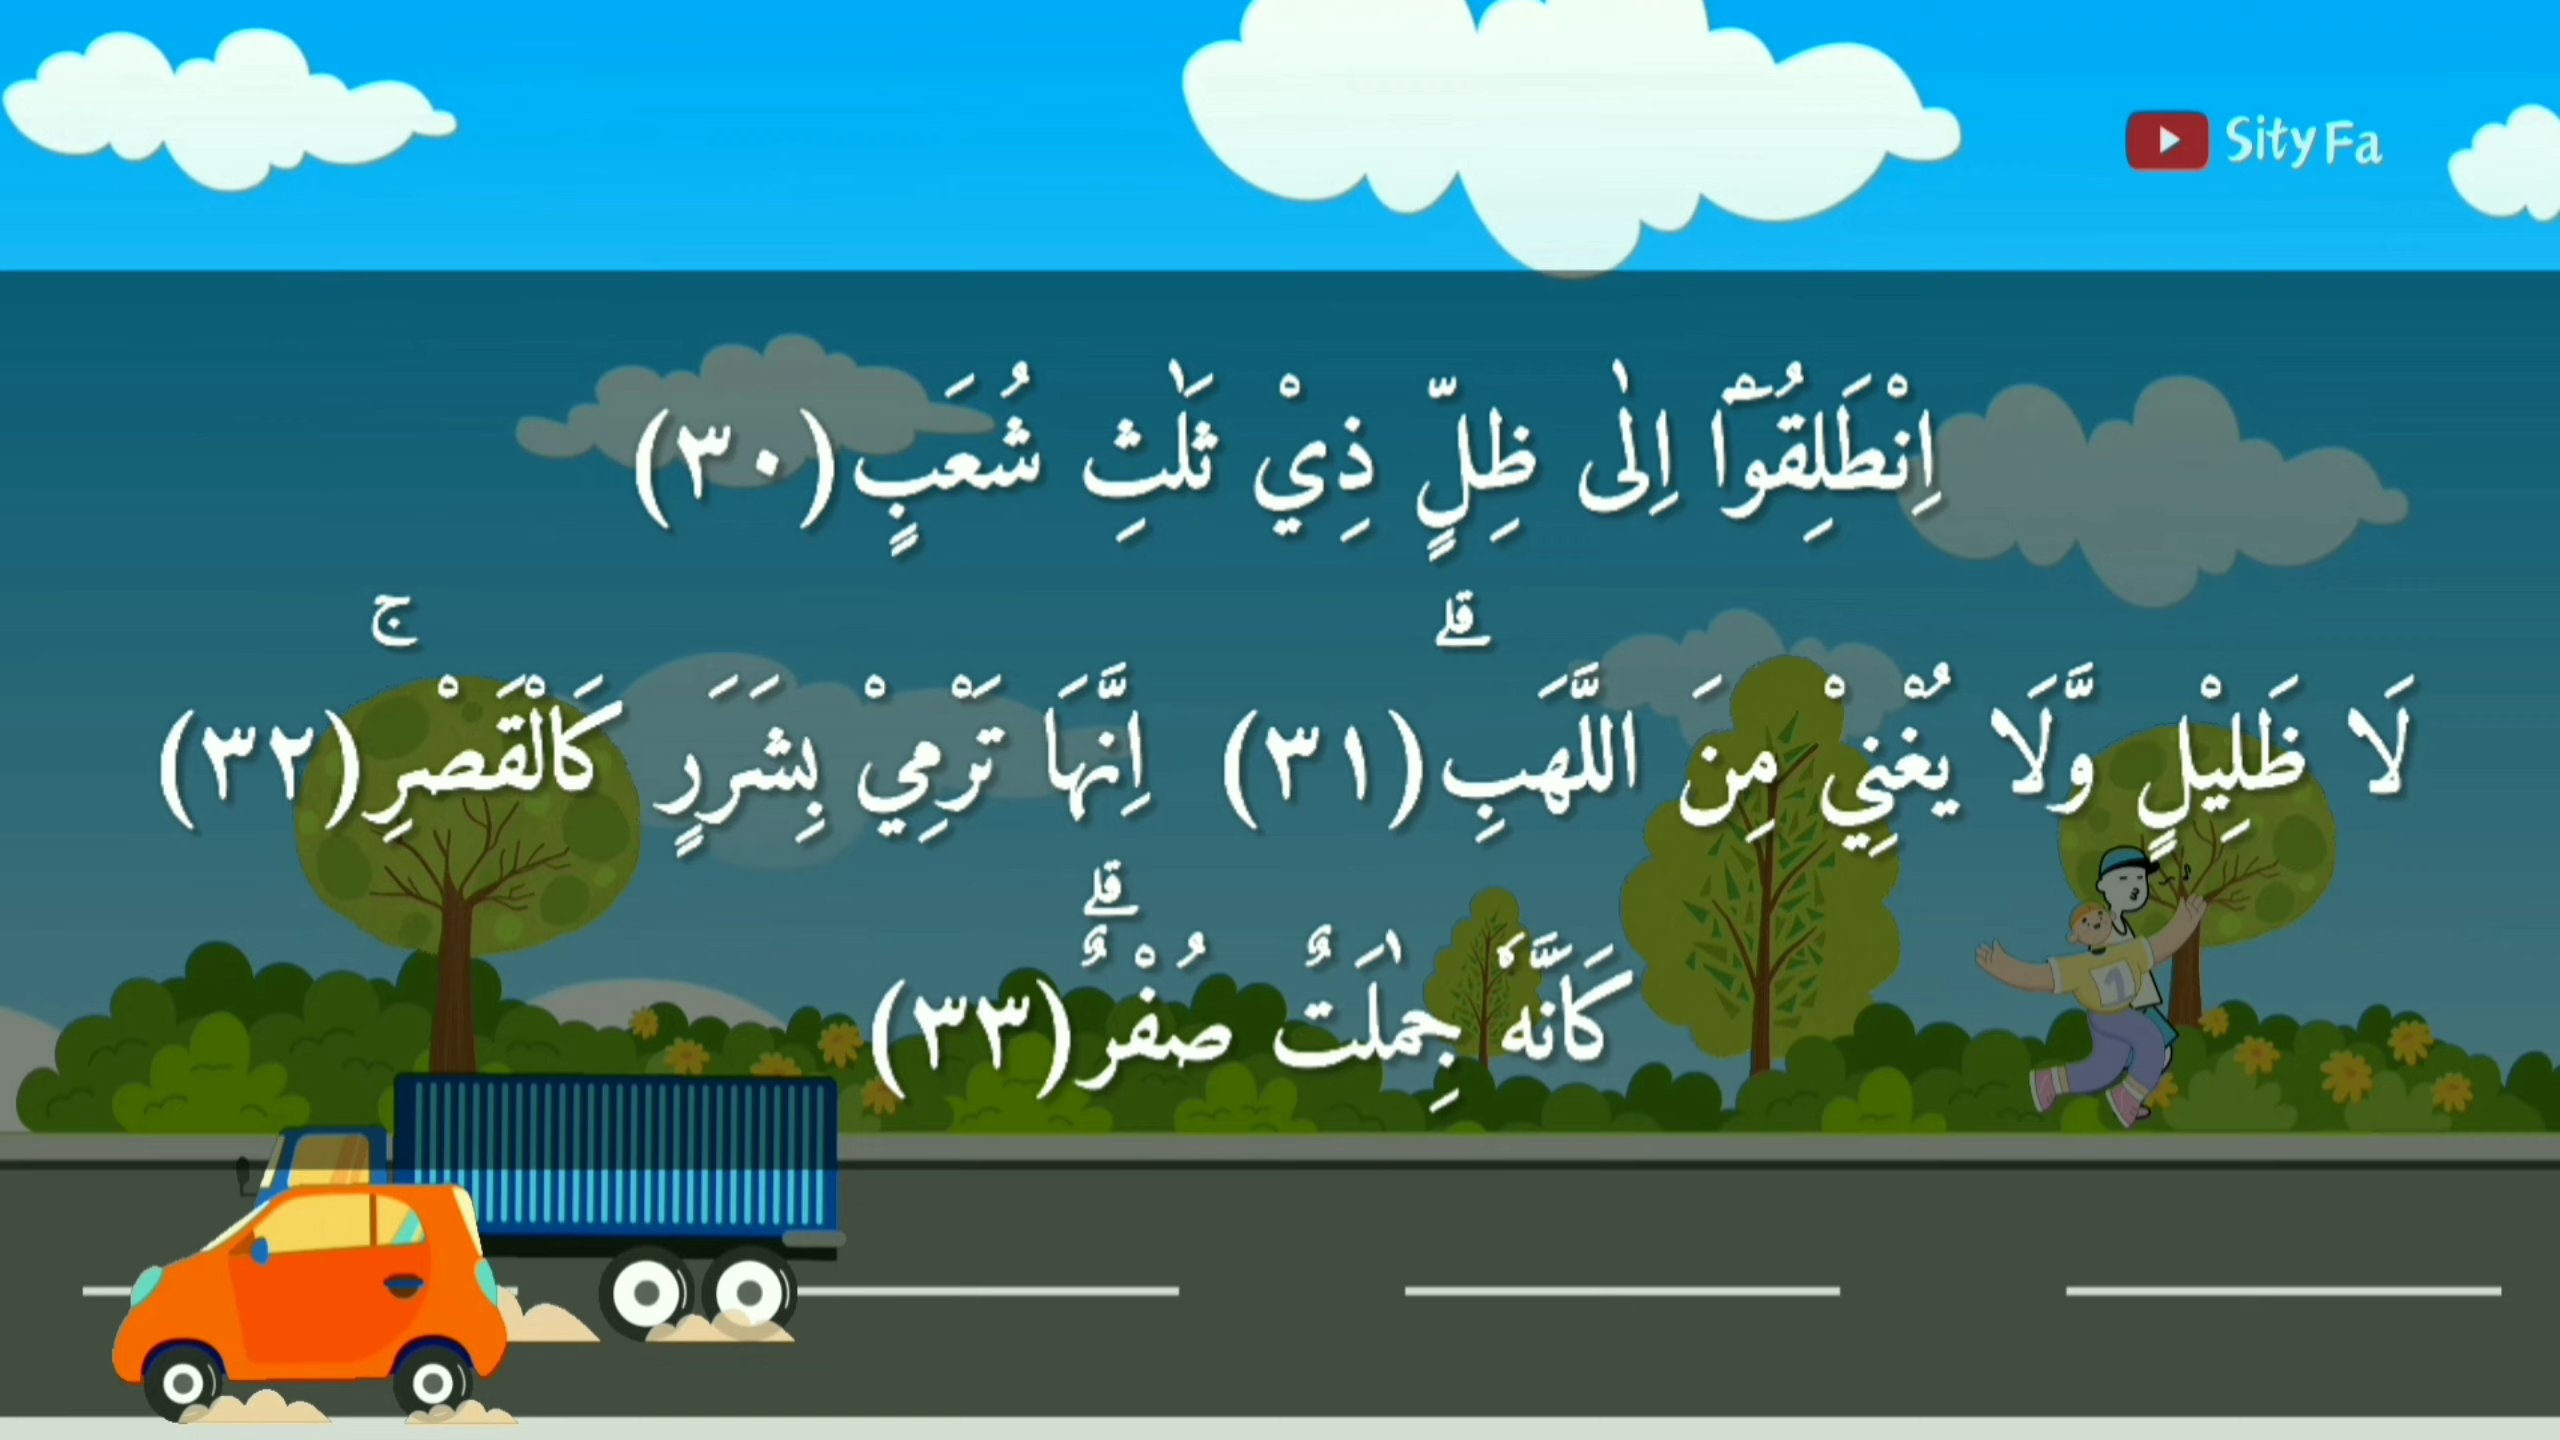 Sity Fa
اِنْطَلِقُوْٓا اِلٰى ظِلٍّ ذِيْ ثَلٰثِ شُعَبٍ (٣٠)
لَا ظَلِيْلٍ وَّلَا يُغْنِيْ مِنَ اللَّهَبِۗ (٣١) اِنَّهَا تَرْمِيْ بِشَرَرٍ كَالْقَصْرِۚ (٣٢)
كَاَنَّهٗ جِمٰلَتٌ صُفْرٌۗ (٣٣)